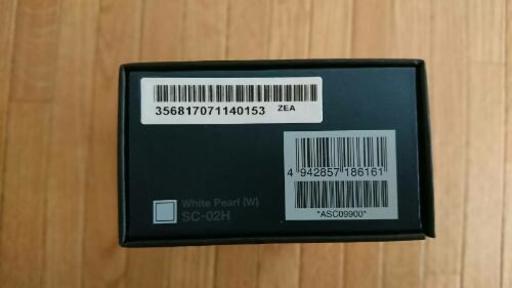 356817071140153 ZEA
4 942857 186161
"ASC09900"
White Pearl (W)
SC-02H